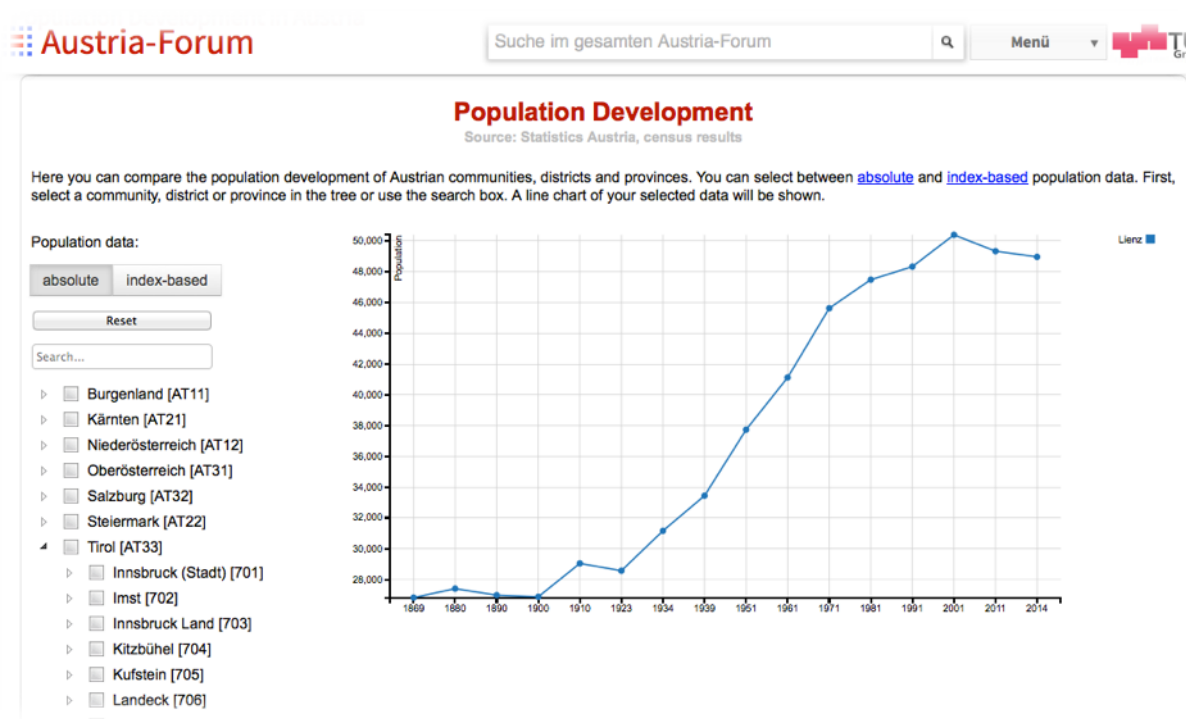 Austria-Forum
Suche im gesamten Austria-Forum
Menü
Population Development
Source: Statistics Austria, census results
Here you can compare the population development of Austrian communities, districts and provinces. You can select between absolute and index-based population data. First,
select a community, district or province in the tree or use the search box. A line chart of your selected data will be shown.
Population data:
absolute
index-based
Reset
Search...
Burgenland [AT11]
Kärnten [AT21]
Niederösterreich [AT12]
Oberösterreich [AT31]
Salzburg [AT32]
Steiermark [AT22]
Tirol [AT33]
Innsbruck (Stadt) [701]
Imst [702]
Innsbruck Land [703]
Kitzbühel [704]
Kufstein [705]
Landeck [706]
Population
50,000
48,000
46,000
44,000
42,000
40,000
38,000
36,000
34,000
32,000
30,000
28,000
1869 1880 1890 1900 1910 1923 1934 1939 1951 1961 1971 1981 1991 2001 2011 2014
Lienz